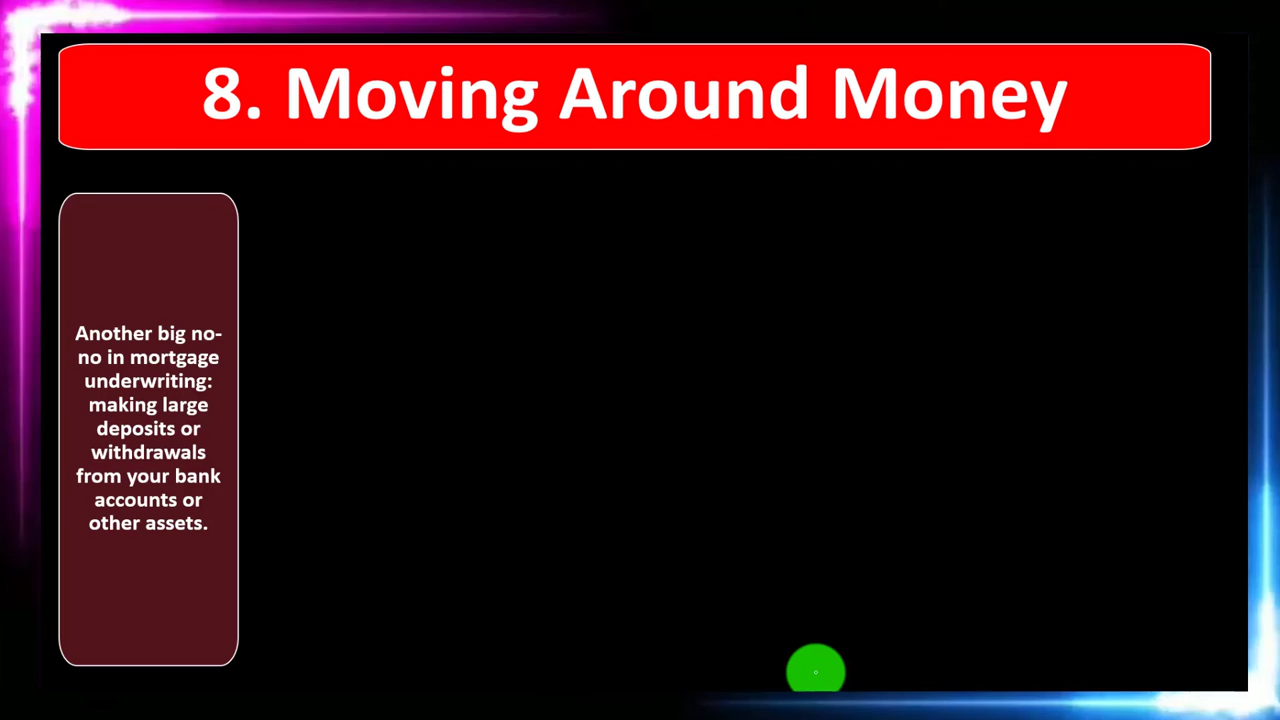 8. Moving Around Money
Another big no-
no in mortgage
underwriting:
making large
deposits or
withdrawals
from your bank
accounts or
other assets.